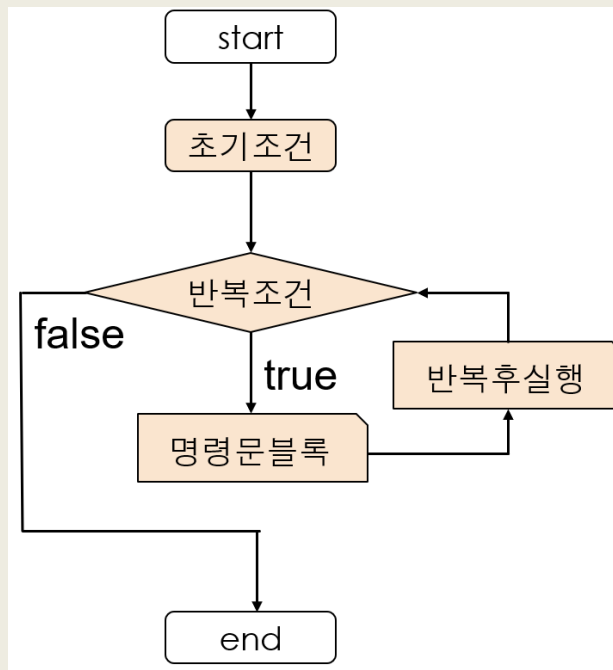 start
초기조건
반복조건
false
true
반복후실행
명령문블록
end